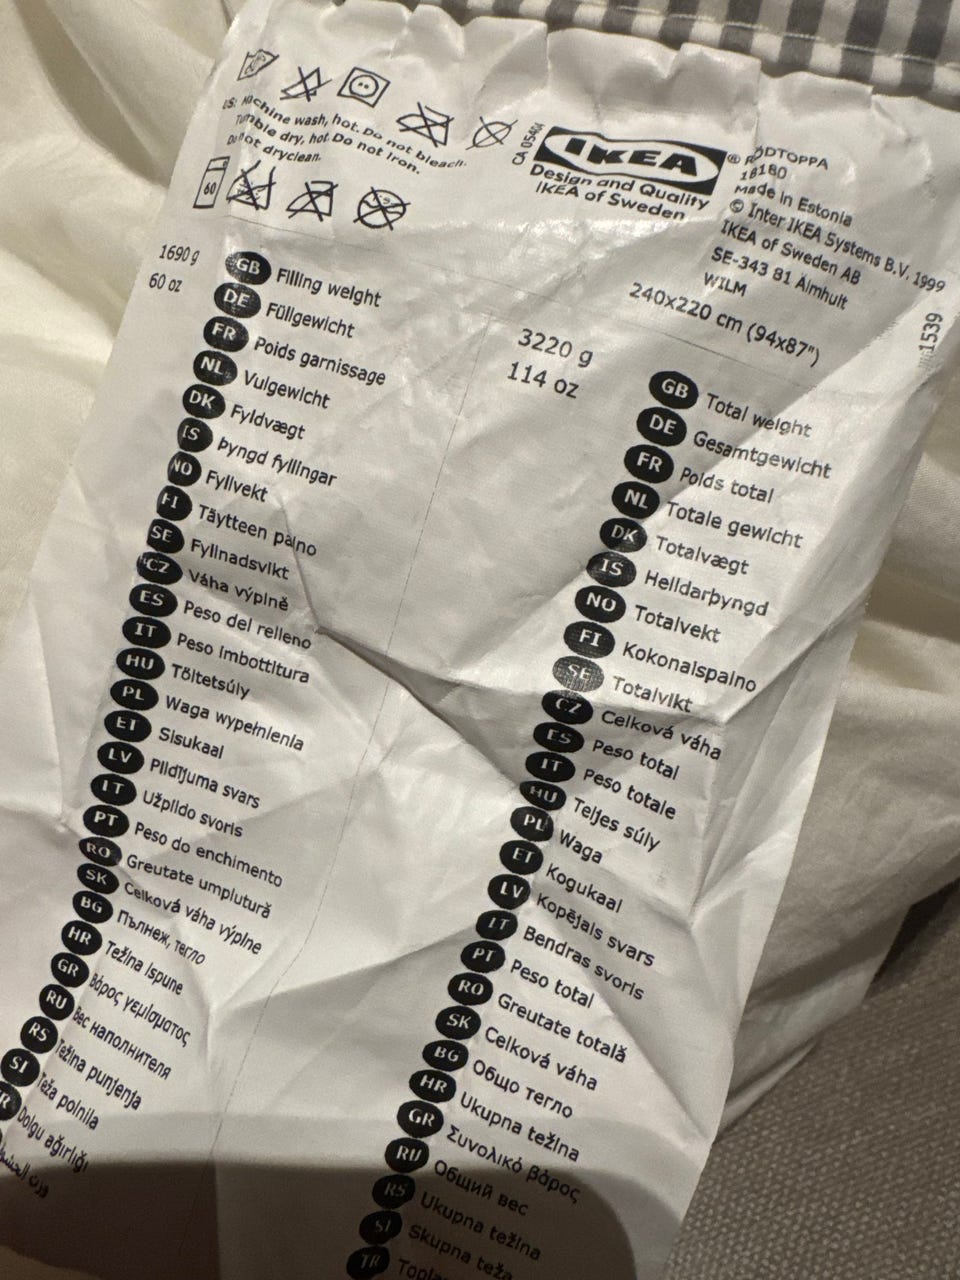 US: Machine wash, hot. Do not bleach.
Tumble dry, hot. Do not iron.
Do not dryclean.
60
CA 05404
IKEA ®
Design and Quality
IKEA of Sweden
RÖDTOPPA
18180
Made in Estonia
© Inter IKEA Systems B.V. 1999
IKEA of Sweden AB
SE-343 81 Älmhult
WILM
240x220 cm (94x87")
1539
1690 g
60 oz
GB Filling weight
DE Füllgewicht
FR Poids garnissage
NL Vulgewicht
DK Fyldvægt
IS Þyngd fyllingar
NO Fyllvekt
FI Täytteen paino
SE Fyllnadsvikt
CZ Váha výplně
ES Peso del relleno
IT Peso imbottitura
HU Töltetsúly
PL Waga wypełnienia
ET Sisukaal
LV Pildījuma svars
LT Užpildo svoris
PT Peso do enchimento
RO Greutate umplutură
SK Celková váha výplne
BG Пълнеж, тегло
HR Težina ispune
GR Βάρος γεμίσματος
RU Вес наполнителя
RS Težina punjenja
SI Teža polnila
TR Dolgu ağırlığı
وزن الحشوة
3220 g
114 oz
GB Total weight
DE Gesamtgewicht
FR Poids total
NL Totale gewicht
DK Totalvægt
IS Heildarþyngd
NO Totalvekt
FI Kokonaispaino
SE Totalvikt
CZ Celková váha
ES Peso total
IT Peso totale
HU Teljes súly
PL Waga
ET Kogukaal
LV Kopējais svars
LT Bendras svoris
PT Peso total
RO Greutate totală
SK Celková váha
BG Общо тегло
HR Ukupna težina
GR Συνολικό βάρος
RU Общий вес
RS Ukupna težina
SI Skupna teža
TR